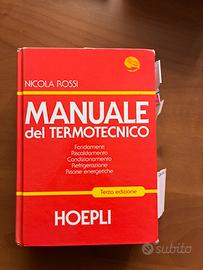 NICOLA ROSSI
MANUALE
del TERMOTECNICO
Fondamenti
Riscaldamento
Condizionamento
Refrigerazione
Risorse energetiche
Terza edizione
HOEPLI
subito